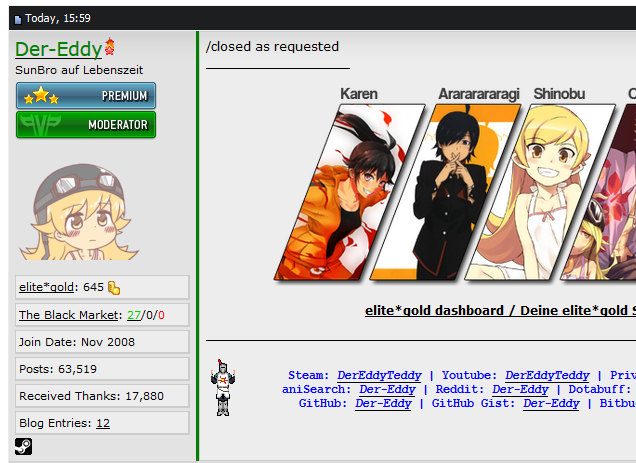 Today, 15:59
Der-Eddy
SunBro auf Lebenszeit
PREMIUM
PVP MODERATOR
elite*gold: 645
The Black Market: 27/0/0
Join Date: Nov 2008
Posts: 63,519
Received Thanks: 17,880
Blog Entries: 12
/closed as requested
Karen Ararararagi Shinobu C
elite*gold dashboard / Deine elite*gold S
Steam: DerEddyTeddy | Youtube: DerEddyTeddy | Priv
aniSearch: Der-Eddy | Reddit: Der-Eddy | Dotabuff:
GitHub: Der-Eddy | GitHub Gist: Der-Eddy | Bitbu